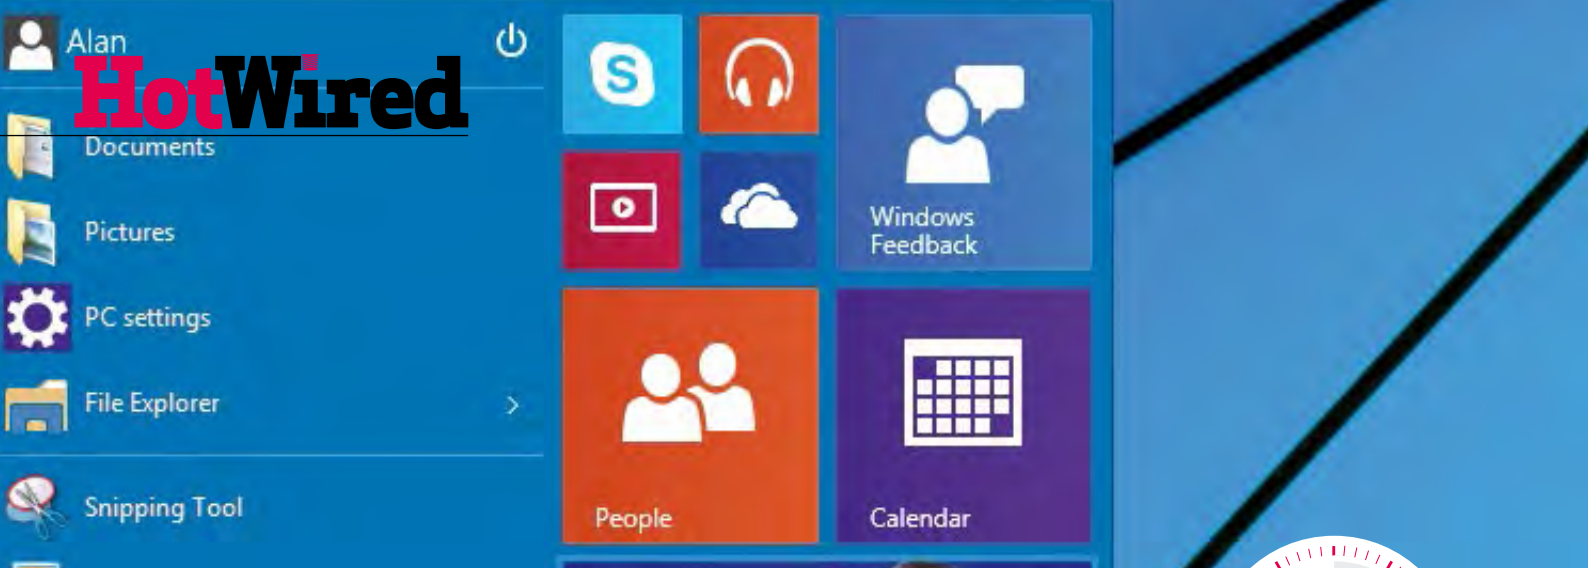 Alan
HotWired
Documents
Pictures
PC settings
File Explorer
Snipping Tool
Windows
Feedback
People
Calendar